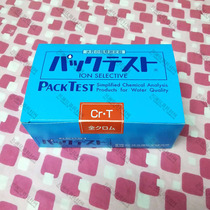 パックテスト
ION SELECTIVE
PACKTEST
Simplified Chemical Analysis
Products for Water Quality
Cr-T
全クロム